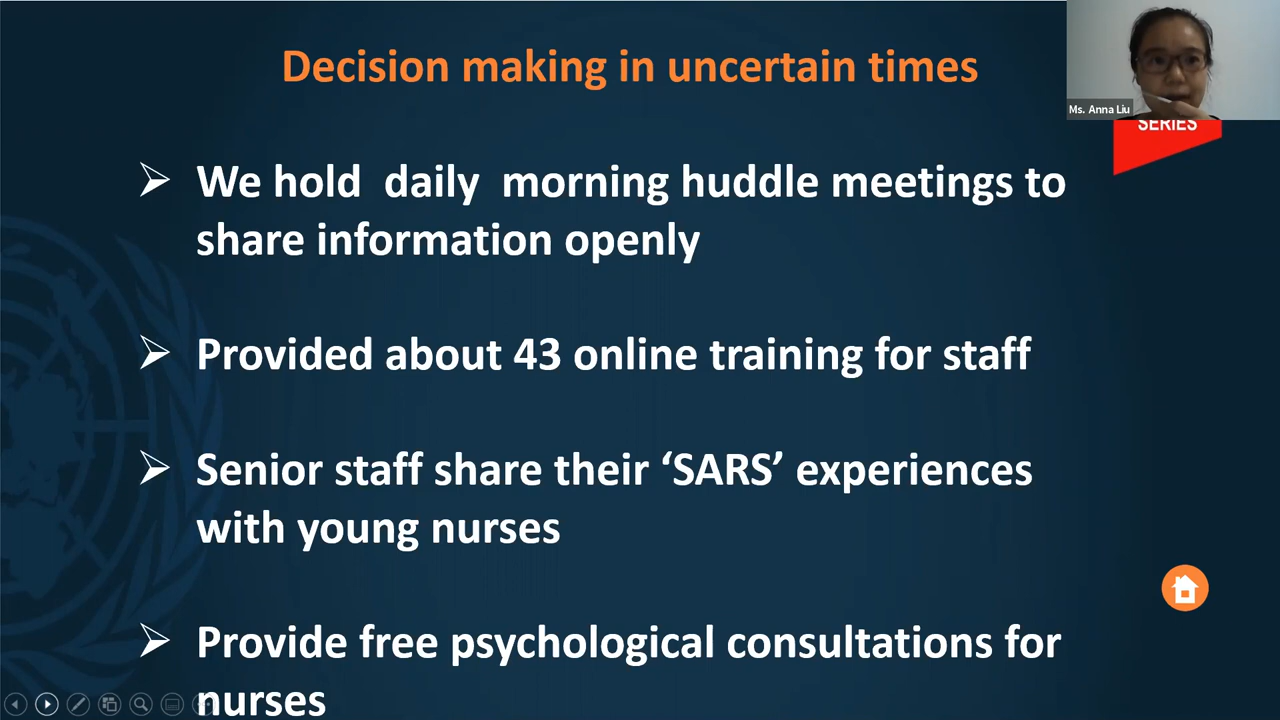 Decision making in uncertain times
Ms. Anna Liu
SERIES
We hold daily morning huddle meetings to
share information openly
Provided about 43 online training for staff
Senior staff share their ‘SARS’ experiences
with young nurses
Provide free psychological consultations for
nurses